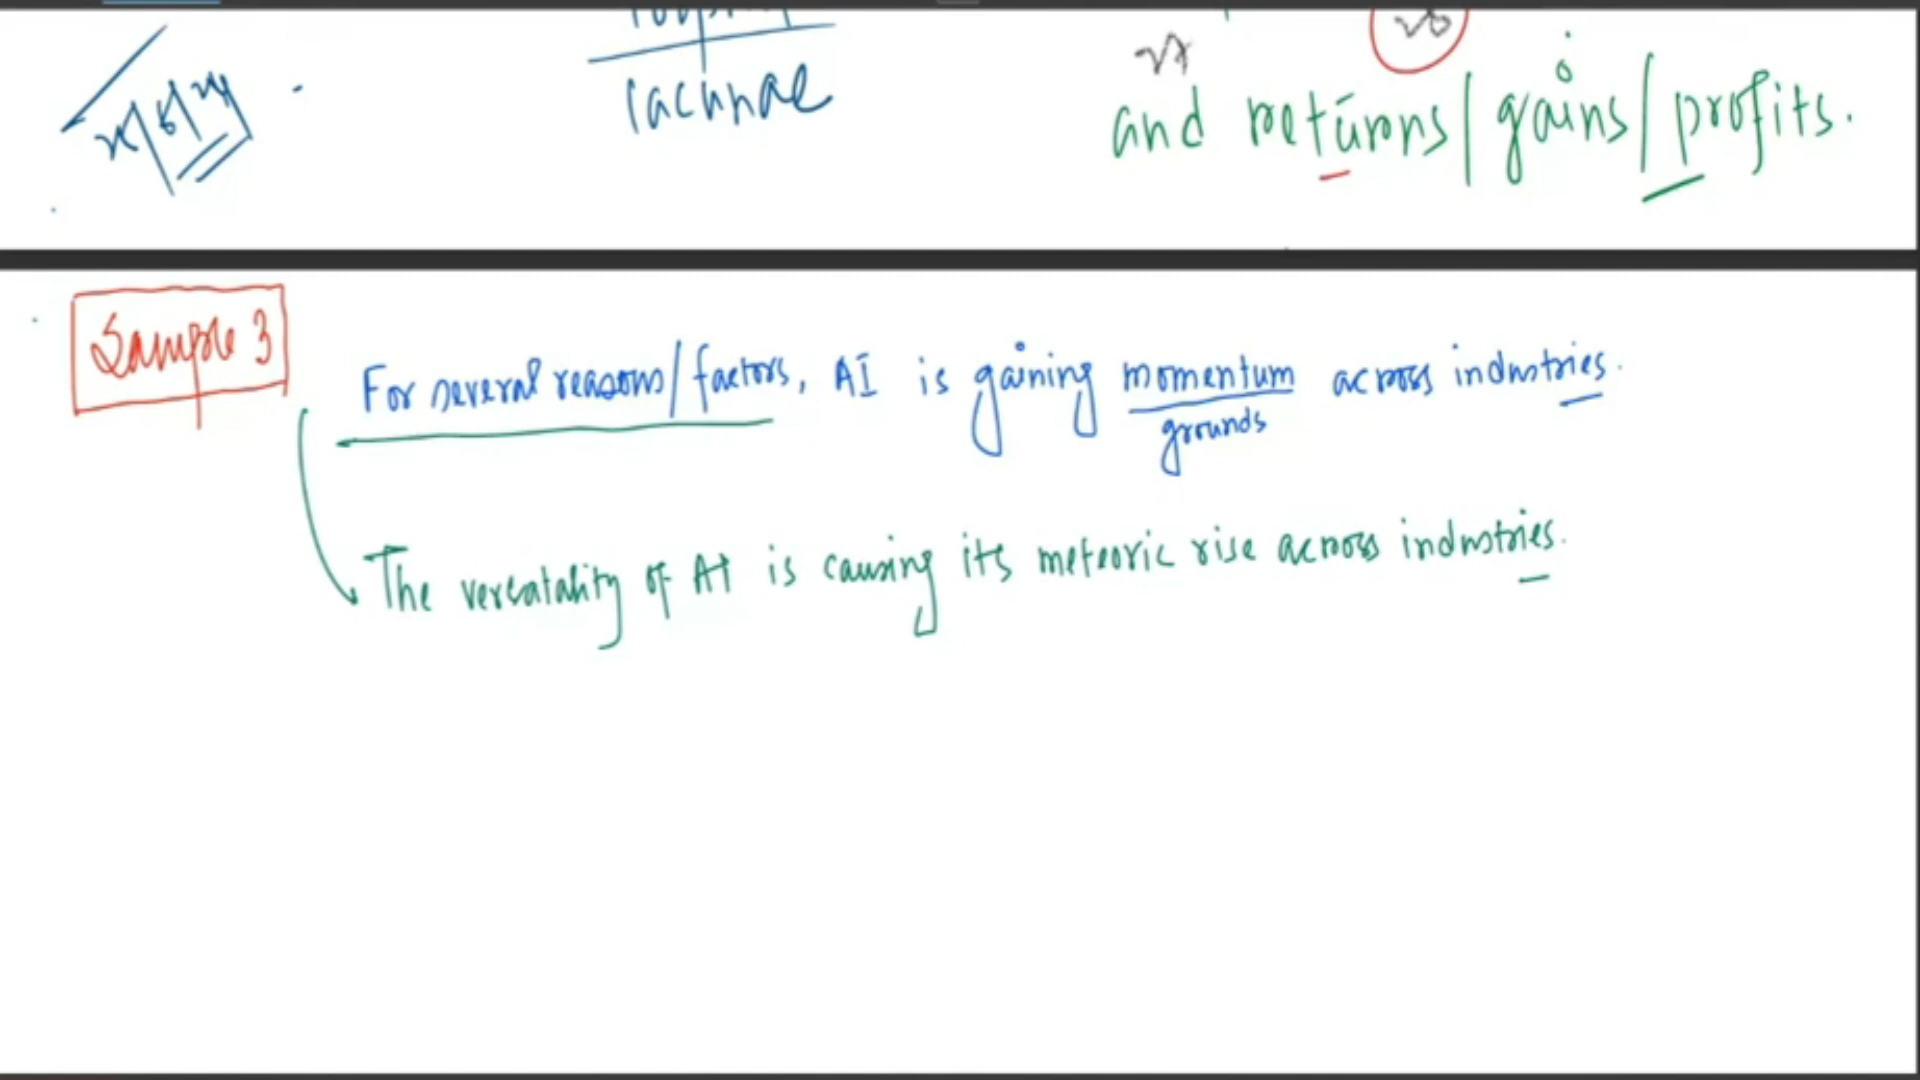 lacunae
and returns/gains/profits.
Sample 3
For several reasons/factors, AI is gaining momentum across industries.
grounds
The versatality of AI is causing its meteoric rise across industries.